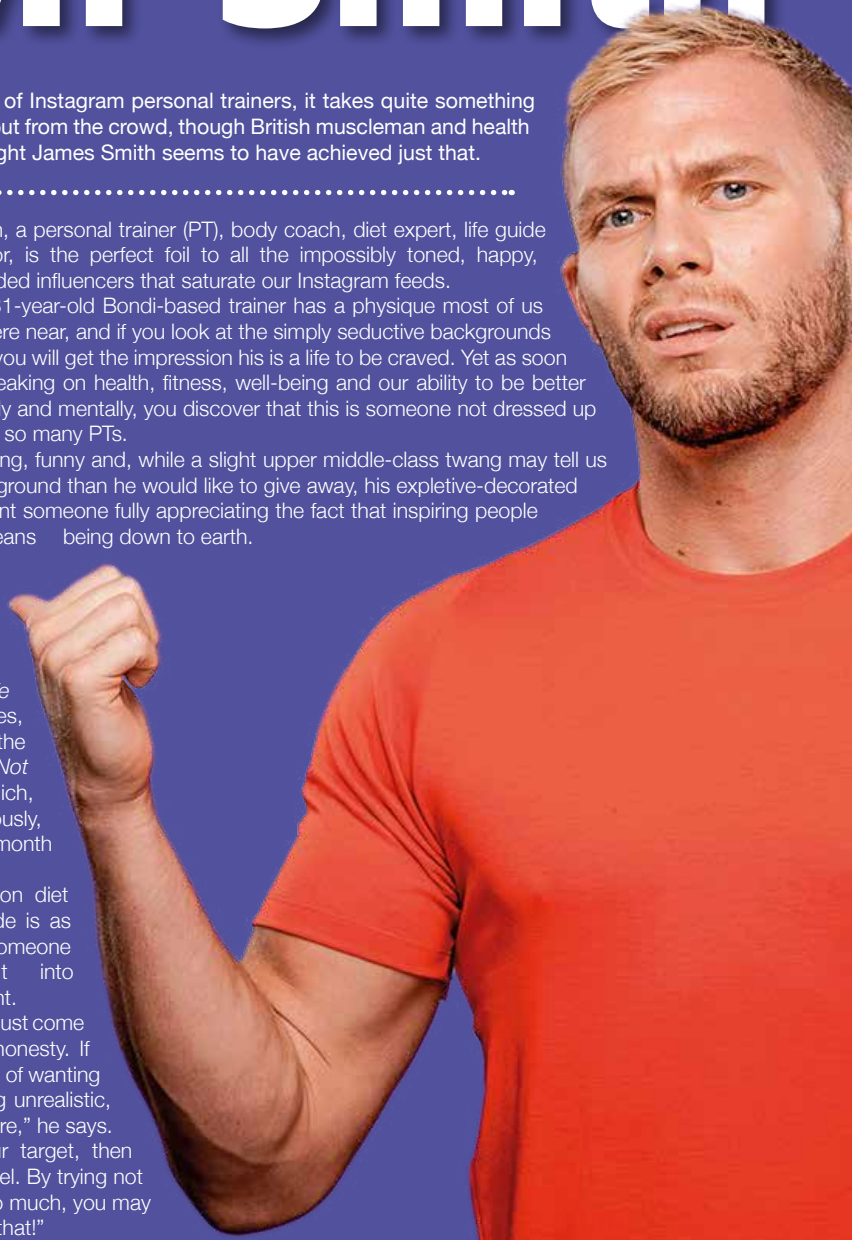 Smith
of Instagram personal trainers, it takes quite something
out from the crowd, though British muscleman and health
ght James Smith seems to have achieved just that.
, a personal trainer (PT), body coach, diet expert, life guide
or, is the perfect foil to all the impossibly toned, happy,
ded influencers that saturate our Instagram feeds.
31-year-old Bondi-based trainer has a physique most of us
ere near, and if you look at the simply seductive backgrounds
you will get the impression his is a life to be craved. Yet as soon
eaking on health, fitness, well-being and our ability to be better
ly and mentally, you discover that this is someone not dressed up
so many PTs.
ng, funny and, while a slight upper middle-class twang may tell us
ground than he would like to give away, his expletive-decorated
nt someone fully appreciating the fact that inspiring people
eans being down to earth.
fe
es,
the
Not
ich,
ously,
month
on diet
de is as
omeone
t into
nt.
ust come
honesty. If
of wanting
g unrealistic,
re,” he says.
ur target, then
el. By trying not
o much, you may
that!”